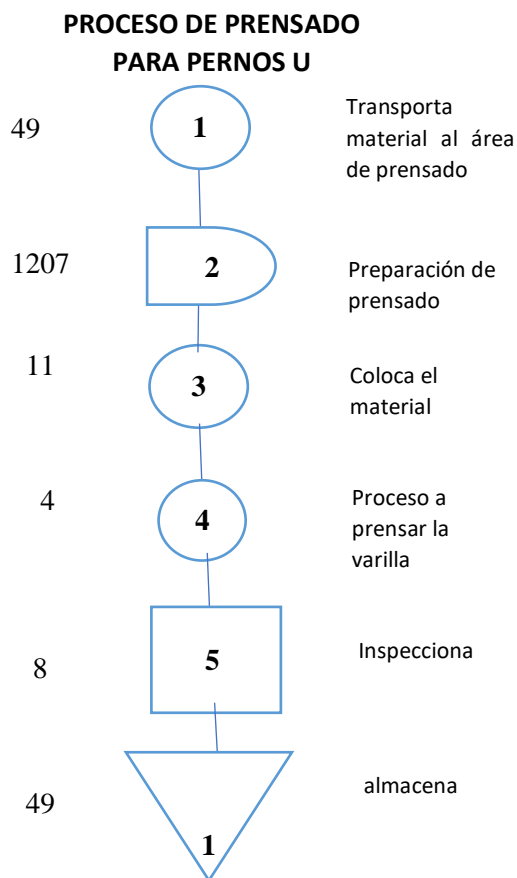 PROCESO DE PRENSADO
PARA PERNOS U
49
1
Transporta
material al área
de prensado
1207
2
Preparación de
prensado
11
3
Coloca el
material
4
4
Proceso a
prensar la
varilla
8
5
Inspecciona
49
1
almacena